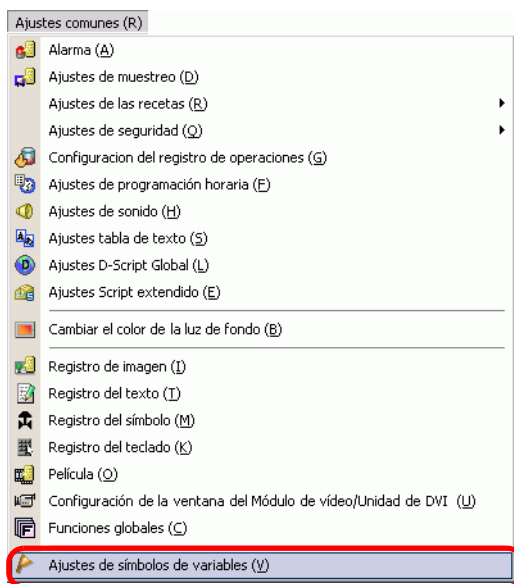 Ajustes comunes (R)
Alarma (A)
Ajustes de muestreo (D)
Ajustes de las recetas (R)
Ajustes de seguridad (Q)
Configuracion del registro de operaciones (G)
Ajustes de programación horaria (F)
Ajustes de sonido (H)
Ajustes tabla de texto (S)
Ajustes D-Script Global (L)
Ajustes Script extendido (E)
Cambiar el color de la luz de fondo (B)
Registro de imagen (I)
Registro del texto (T)
Registro del símbolo (M)
Registro del teclado (K)
Película (O)
Configuración de la ventana del Módulo de vídeo/Unidad de DVI (U)
Funciones globales (C)
Ajustes de símbolos de variables (V)